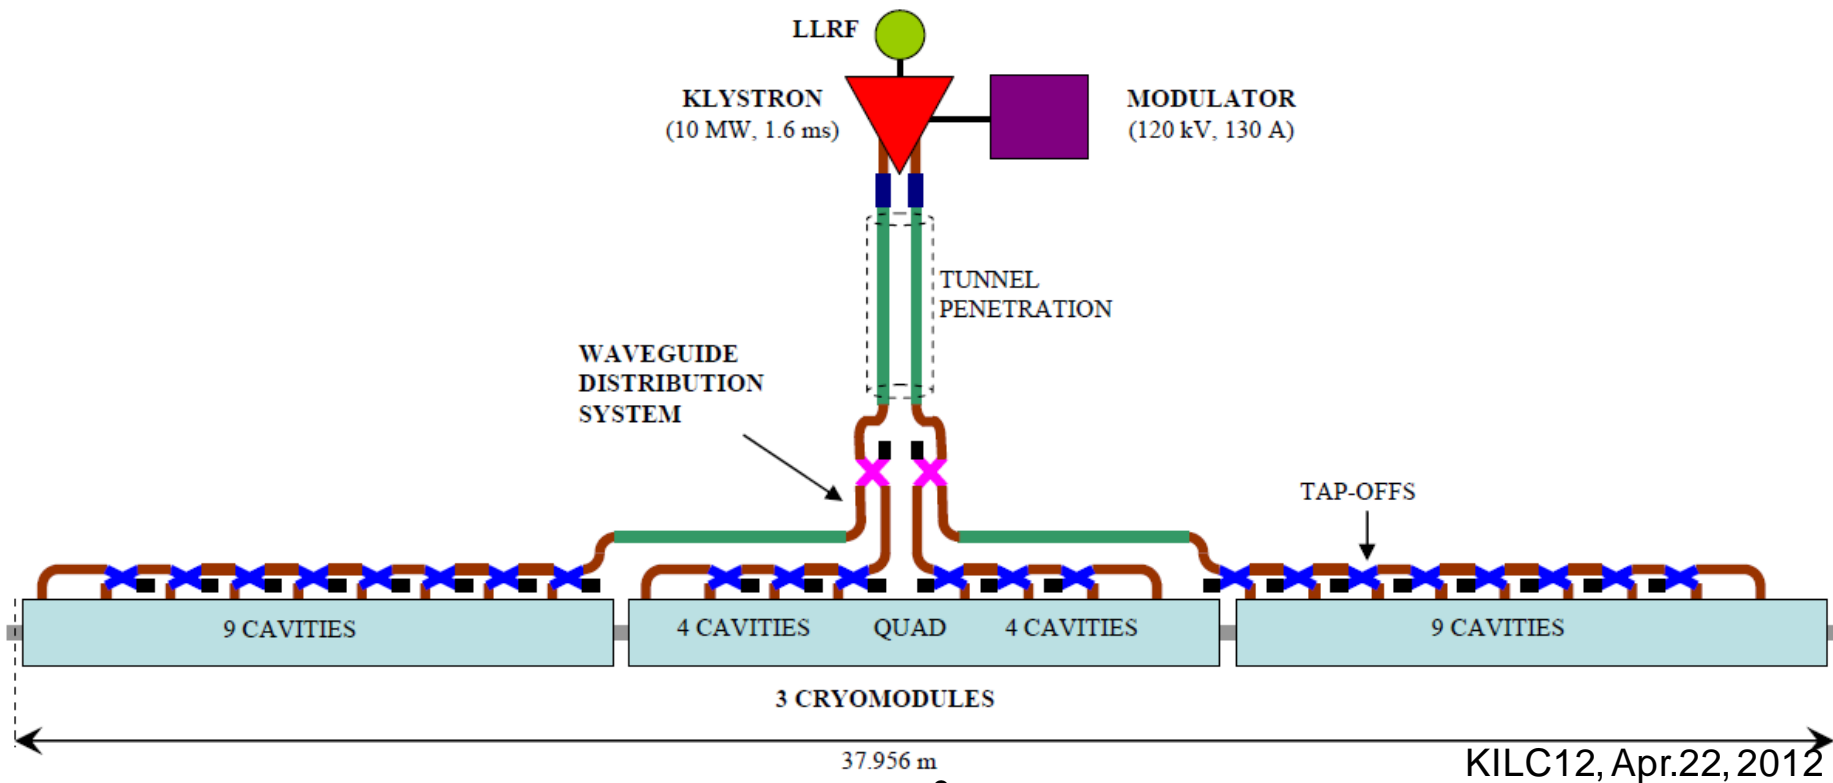 LLRF
KLYSTRON
(10 MW, 1.6 ms)
MODULATOR
(120 kV, 130 A)
TUNNEL
PENETRATION
WAVEGUIDE
DISTRIBUTION
SYSTEM
TAP-OFFS
9 CAVITIES
4 CAVITIES
QUAD
4 CAVITIES
9 CAVITIES
3 CRYOMODULES
37.956 m
KILC12, Apr.22, 2012